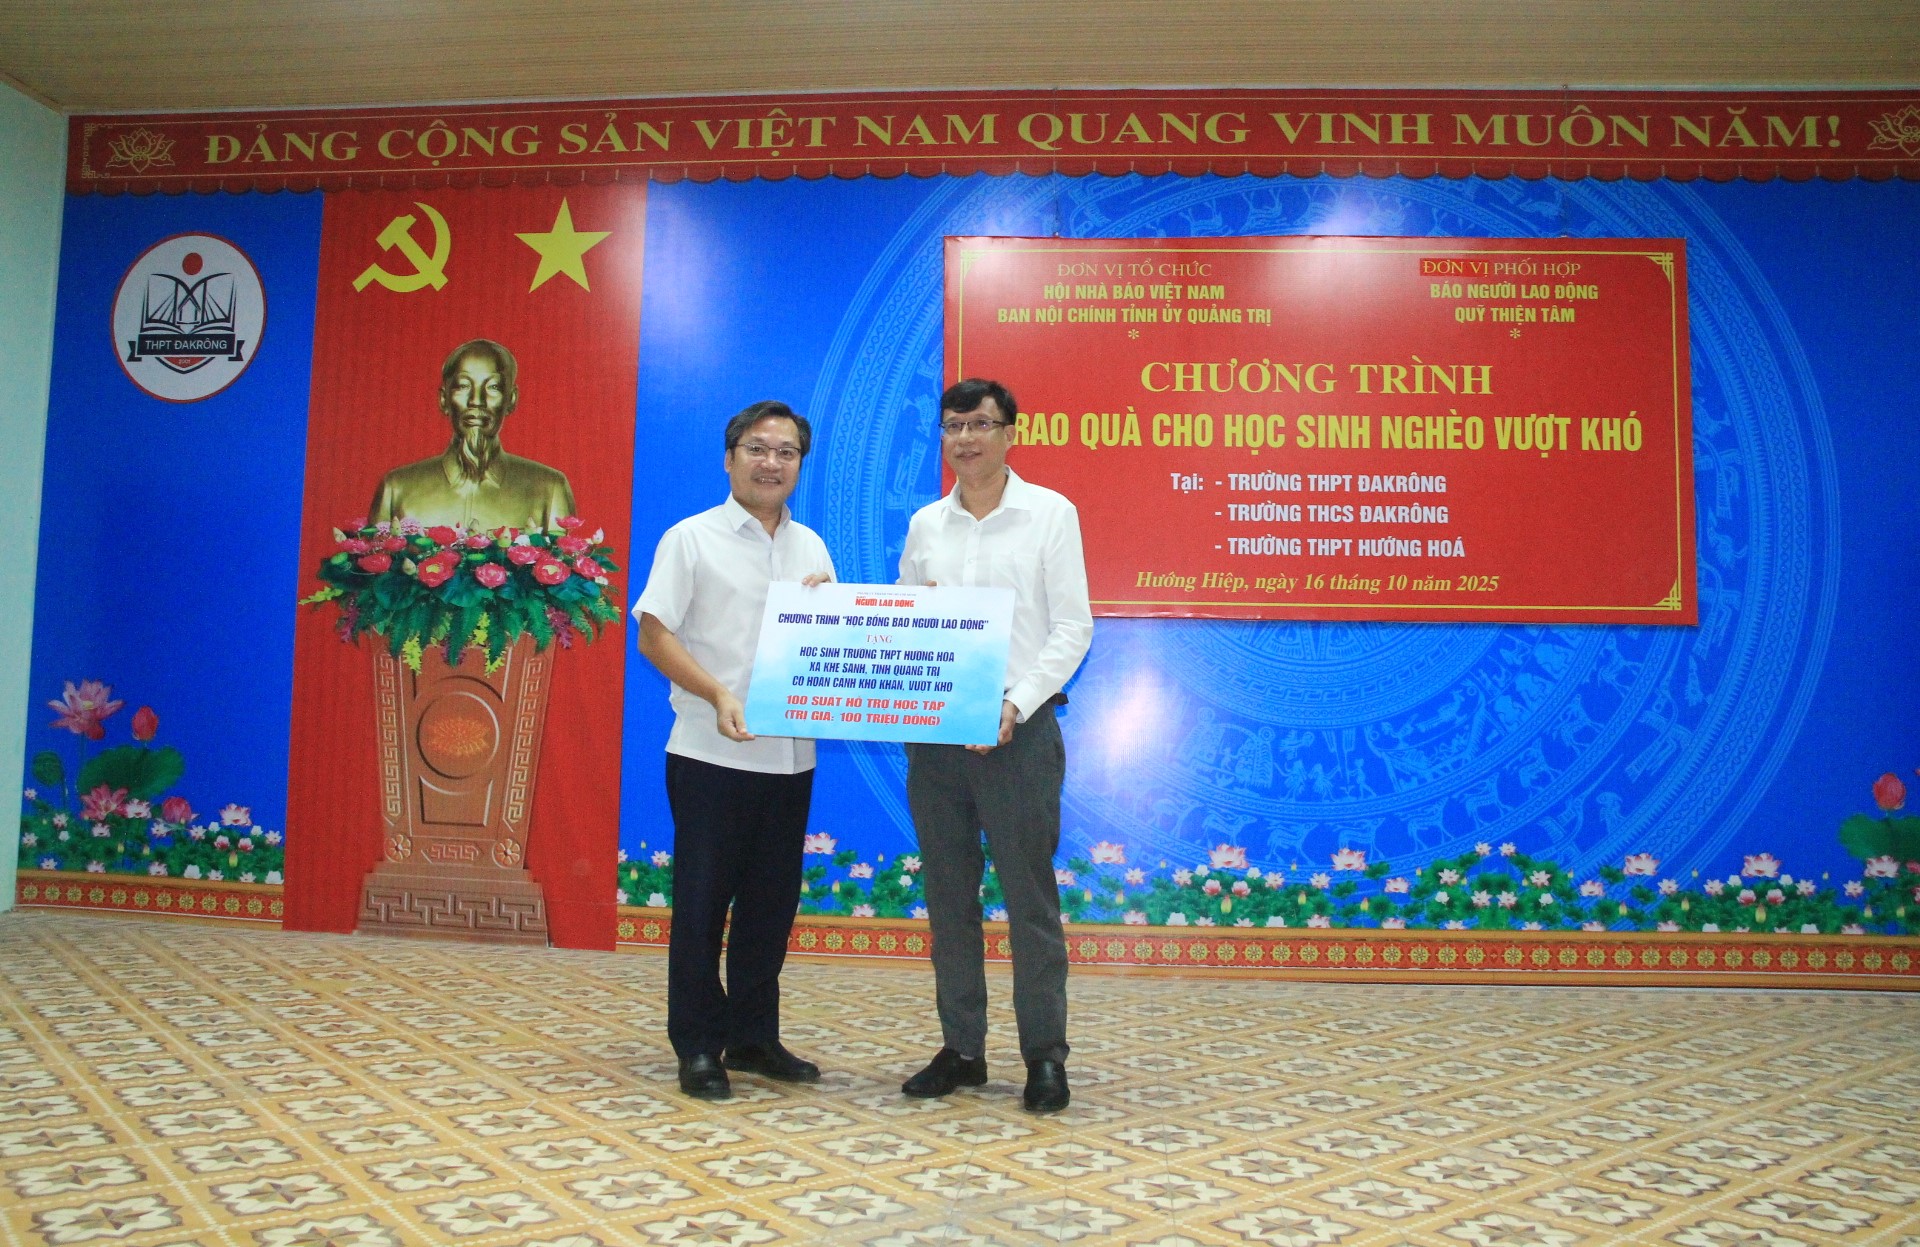 ĐẢNG CỘNG SẢN VIỆT NAM QUANG VINH MUÔN NĂM!
THPT ĐAKRÔNG
ĐƠN VỊ TỔ CHỨC
HỘI NHÀ BÁO VIỆT NAM
BAN NỘI CHÍNH TỈNH ỦY QUẢNG TRỊ
*
ĐƠN VỊ PHỐI HỢP
BÁO NGƯỜI LAO ĐỘNG
QUỸ THIỆN TÂM
*
CHƯƠNG TRÌNH
RAO QUÀ CHO HỌC SINH NGHÈO VƯỢT KHÓ
Tại: - TRƯỜNG THPT ĐAKRÔNG
- TRƯỜNG THCS ĐAKRÔNG
- TRƯỜNG THPT HƯỚNG HOÁ
Hướng Hiệp, ngày 16 tháng 10 năm 2025
NGƯỜI LAO ĐỘNG
CHƯƠNG TRÌNH "HỌC BỔNG BÁO NGƯỜI LAO ĐỘNG"
TẶNG
HỌC SINH TRƯỜNG THPT HƯỚNG HÓA
XÃ KHE SANH, TỈNH QUẢNG TRỊ
CÓ HOÀN CẢNH KHÓ KHĂN, VƯỢT KHÓ
100 SUẤT HỖ TRỢ HỌC TẬP
(TRỊ GIÁ: 100 TRIỆU ĐỒNG)